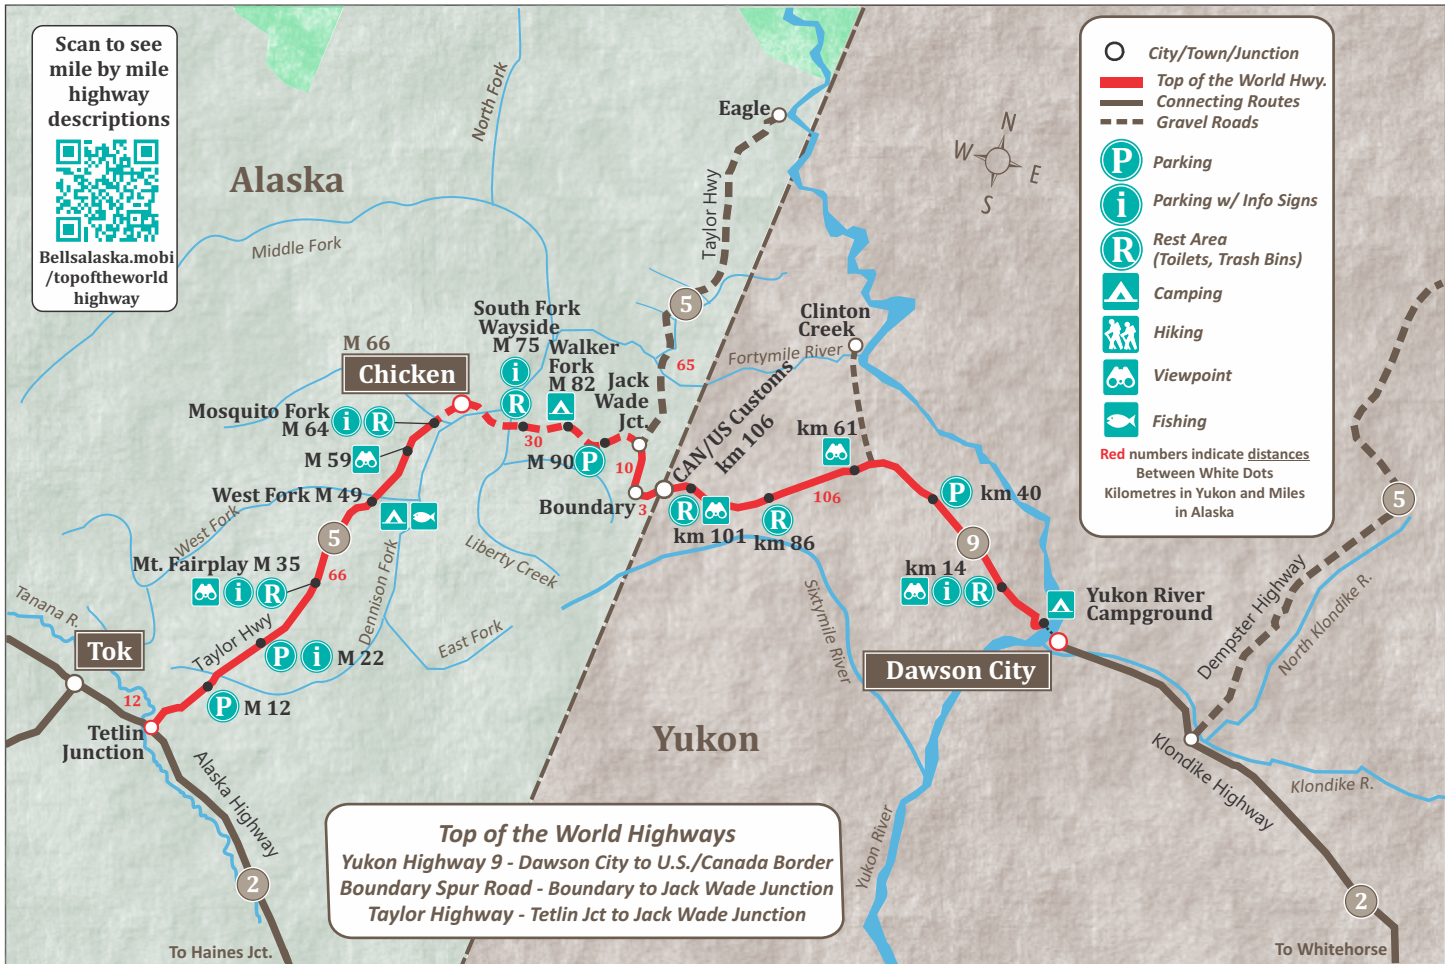 Scan to see
mile by mile
highway
descriptions
Bellsalaska.mobi
/topoftheworld
highway
Alaska
North Fork
Middle Fork
Eagle
Taylor Hwy
5
65
N
W
E
S
City/Town/Junction
Top of the World Hwy.
Connecting Routes
Gravel Roads
P
Parking
i
Parking w/ Info Signs
R
Rest Area
(Toilets, Trash Bins)
Camping
Hiking
Viewpoint
Fishing
Red numbers indicate distances
Between White Dots
Kilometres in Yukon and Miles
in Alaska
Clinton
Creek
Fortymile River
South Fork
Wayside
M 75
i
R
Walker
Fork
M 82
Jack
Wade
Jct.
M 66
Chicken
Mosquito Fork
M 64
i
R
M 59
30
M 90
P
10
CAN/US Customs
km 106
km 61
106
West Fork M 49
Boundary
3
R
km 101
R
km 86
P
km 40
9
5
West Fork
5
Mt. Fairplay M 35
i
R
66
Liberty Creek
Dennison Fork
East Fork
km 14
i
R
Yukon River
Campground
Sixtymile River
Dempster Highway
North Klondike R.
Tanana R.
Tok
Taylor Hwy
P
i
M 22
12
P
M 12
Tetlin
Junction
Dawson City
Yukon
Alaska Highway
2
To Haines Jct.
Klondike Highway
Klondike R.
Yukon River
2
To Whitehorse
Top of the World Highways
Yukon Highway 9 - Dawson City to U.S./Canada Border
Boundary Spur Road - Boundary to Jack Wade Junction
Taylor Highway - Tetlin Jct to Jack Wade Junction